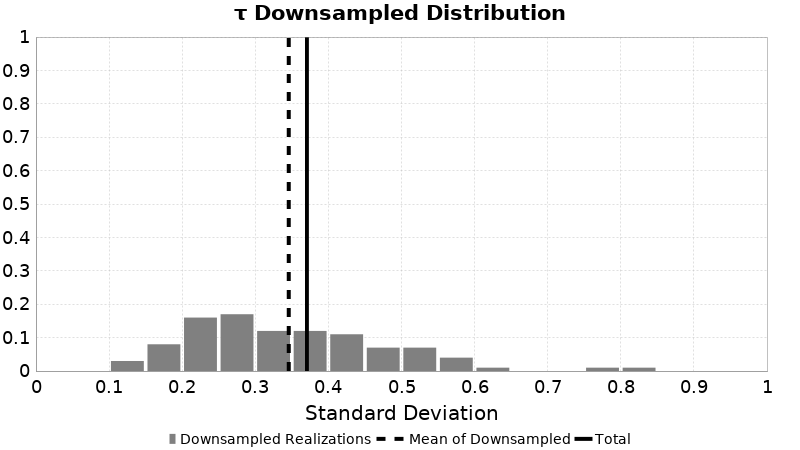 τ Downsampled Distribution
1
0.9
0.8
0.7
0.6
0.5
0.4
0.3
0.2
0.1
0
0 0.1 0.2 0.3 0.4 0.5 0.6 0.7 0.8 0.9 1
Standard Deviation
Downsampled Realizations Mean of Downsampled Total